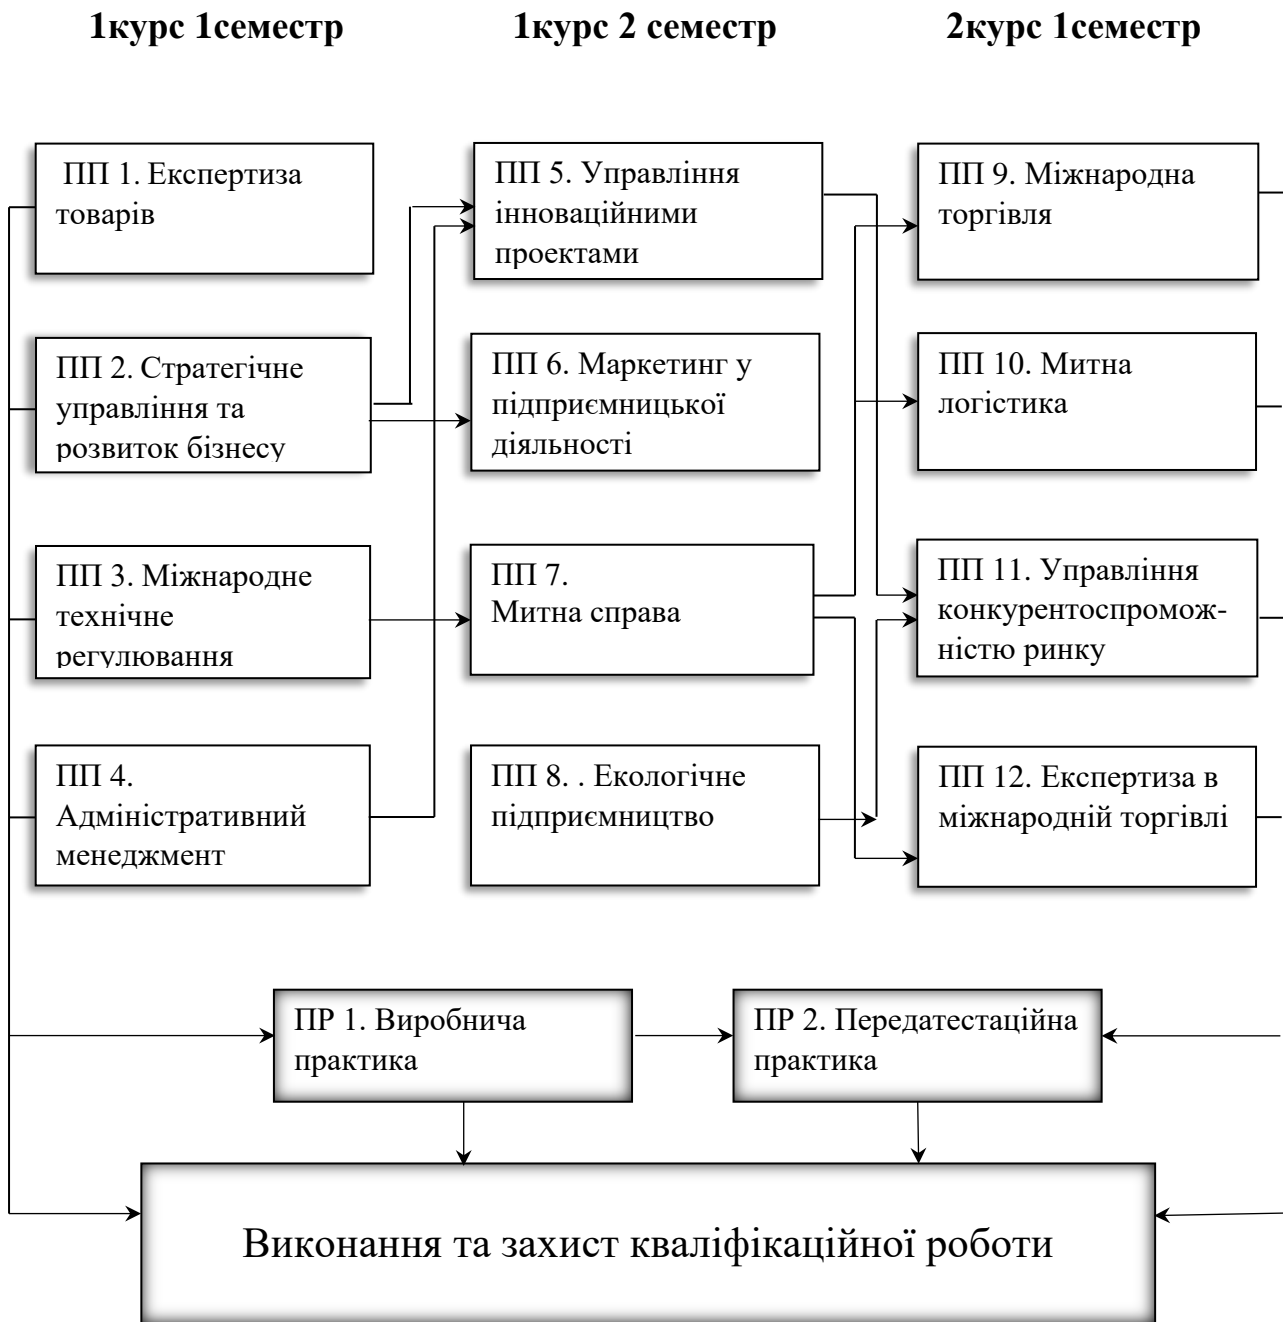 1курс 1семестр
1курс 2 семестр
2курс 1семестр
ПП 1. Експертиза
товарів
ПП 2. Стратегічне
управління та
розвиток бізнесу
ПП 3. Міжнародне
технічне
регулювання
ПП 4.
Адміністративний
менеджмент
ПП 5. Управління
інноваційними
проектами
ПП 6. Маркетинг у
підприємницької
діяльності
ПП 7.
Митна справа
ПП 8. . Екологічне
підприємництво
ПП 9. Міжнародна
торгівля
ПП 10. Митна
логістика
ПП 11. Управління
конкурентоспромож-
ністю ринку
ПП 12. Експертиза в
міжнародній торгівлі
ПР 1. Виробнича
практика
ПР 2. Передатестаційна
практика
Виконання та захист кваліфікаційної роботи